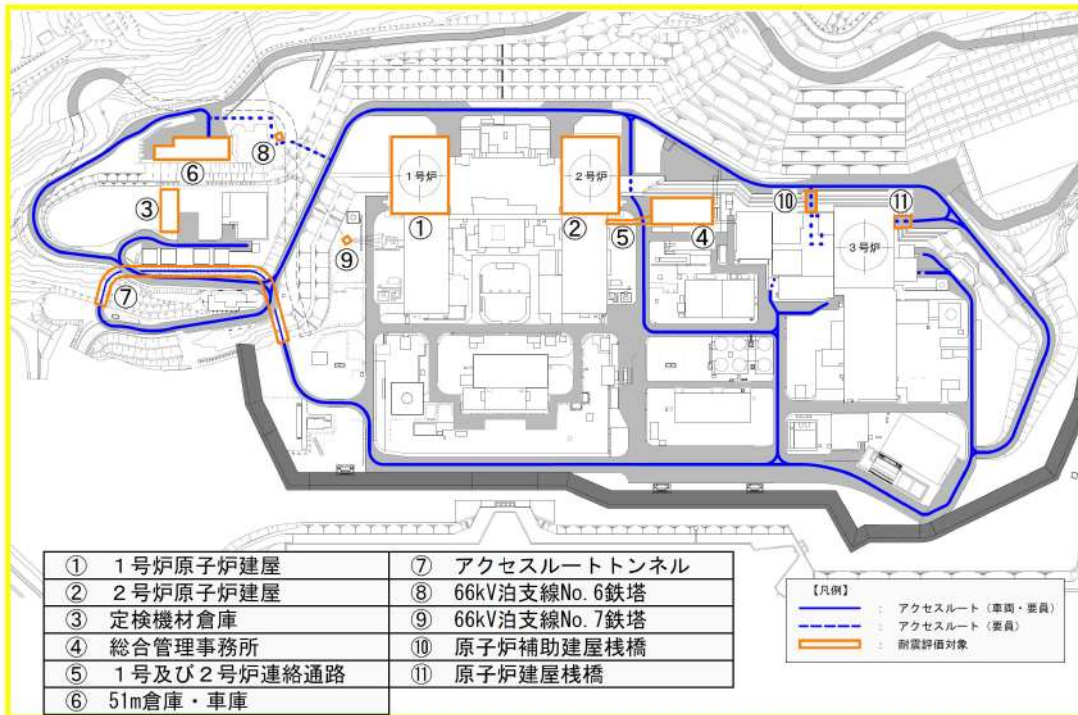 ⑧
⑥
③
⑦
⑨
1号炉
①
2号炉
②
⑤
④
⑩
⑪
3号炉
① 1号炉原子炉建屋
② 2号炉原子炉建屋
③ 定検機材倉庫
④ 総合管理事務所
⑤ 1号及び2号炉連絡通路
⑥ 51m倉庫・車庫
⑦ アクセスルートトンネル
⑧ 66kV泊支線No.6鉄塔
⑨ 66kV泊支線No.7鉄塔
⑩ 原子炉補助建屋桟橋
⑪ 原子炉建屋桟橋
【凡例】
: アクセスルート（車両・要員）
: アクセスルート（要員）
: 耐震評価対象